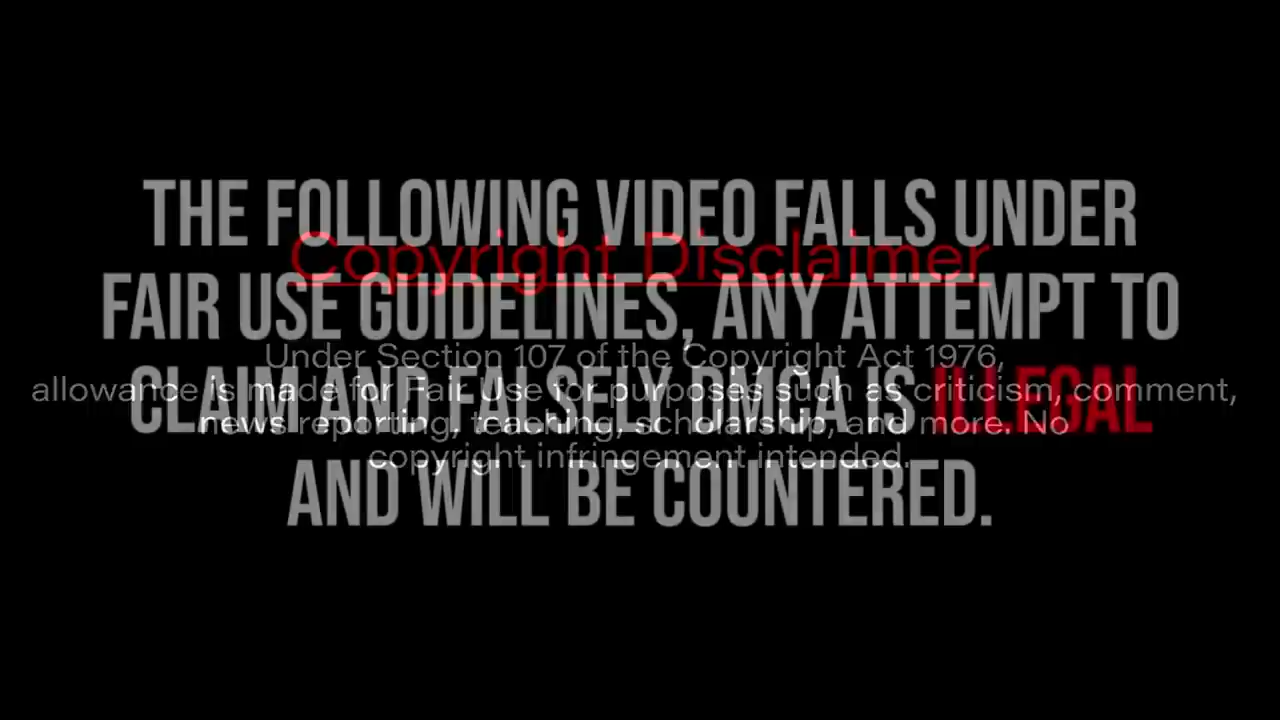 THE FOLLOWING VIDEO FALLS UNDER
FAIR USE GUIDELINES, ANY ATTEMPT TO
CLAIM AND FALSELY DMCA IS ILLEGAL
AND WILL BE COUNTERED.
Copyright Disclaimer
Under Section 107 of the Copyright Act 1976,
allowance is made for Fair Use for purposes such as criticism, comment,
news reporting, teaching, scholarship, and more. No
copyright infringement intended.